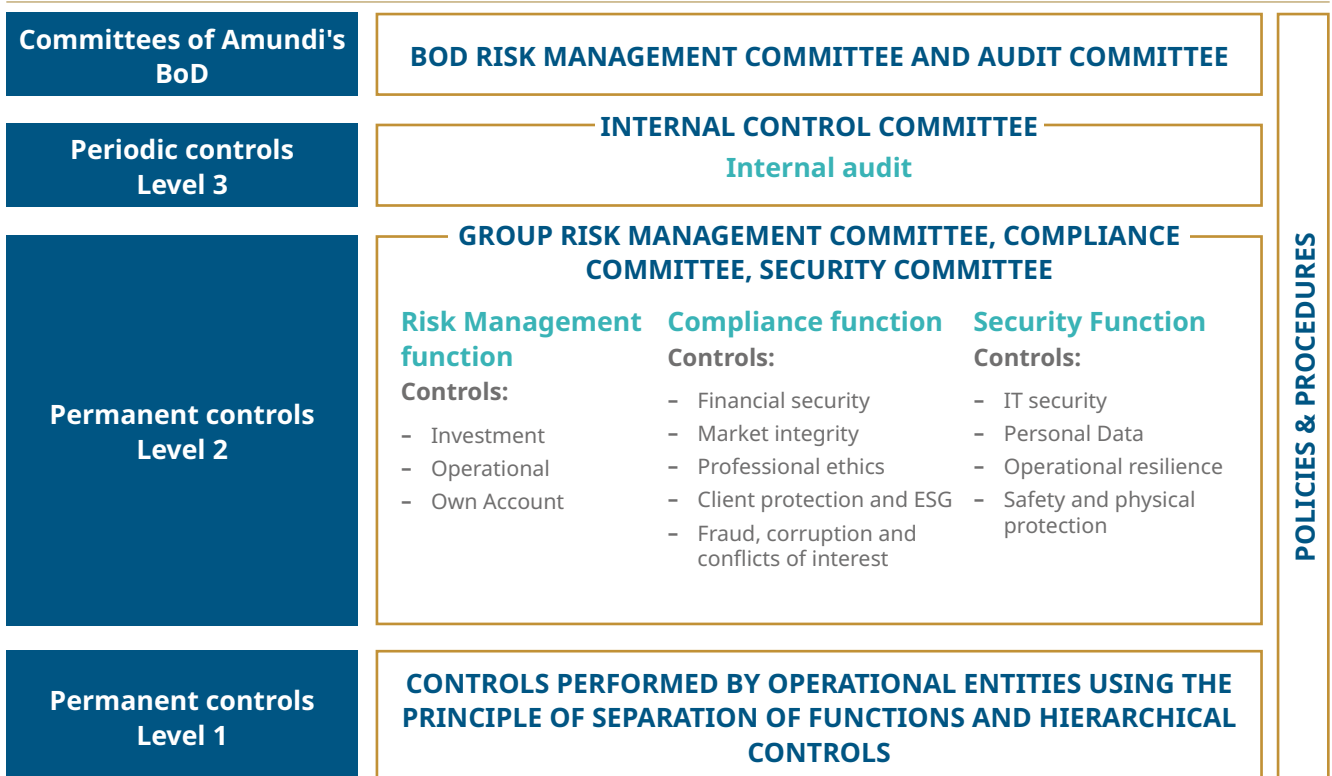 Committees of Amundi's
BoD
BOD RISK MANAGEMENT COMMITTEE AND AUDIT COMMITTEE
Periodic controls
Level 3
INTERNAL CONTROL COMMITTEE
Internal audit
Permanent controls
Level 2
GROUP RISK MANAGEMENT COMMITTEE, COMPLIANCE
COMMITTEE, SECURITY COMMITTEE
Risk Management
function
Controls:
– Investment
– Operational
– Own Account
Compliance function
Controls:
– Financial security
– Market integrity
– Professional ethics
– Client protection and ESG
– Fraud, corruption and
conflicts of interest
Security Function
Controls:
– IT security
– Personal Data
– Operational resilience
– Safety and physical
protection
Permanent controls
Level 1
CONTROLS PERFORMED BY OPERATIONAL ENTITIES USING THE
PRINCIPLE OF SEPARATION OF FUNCTIONS AND HIERARCHICAL
CONTROLS
POLICIES & PROCEDURES